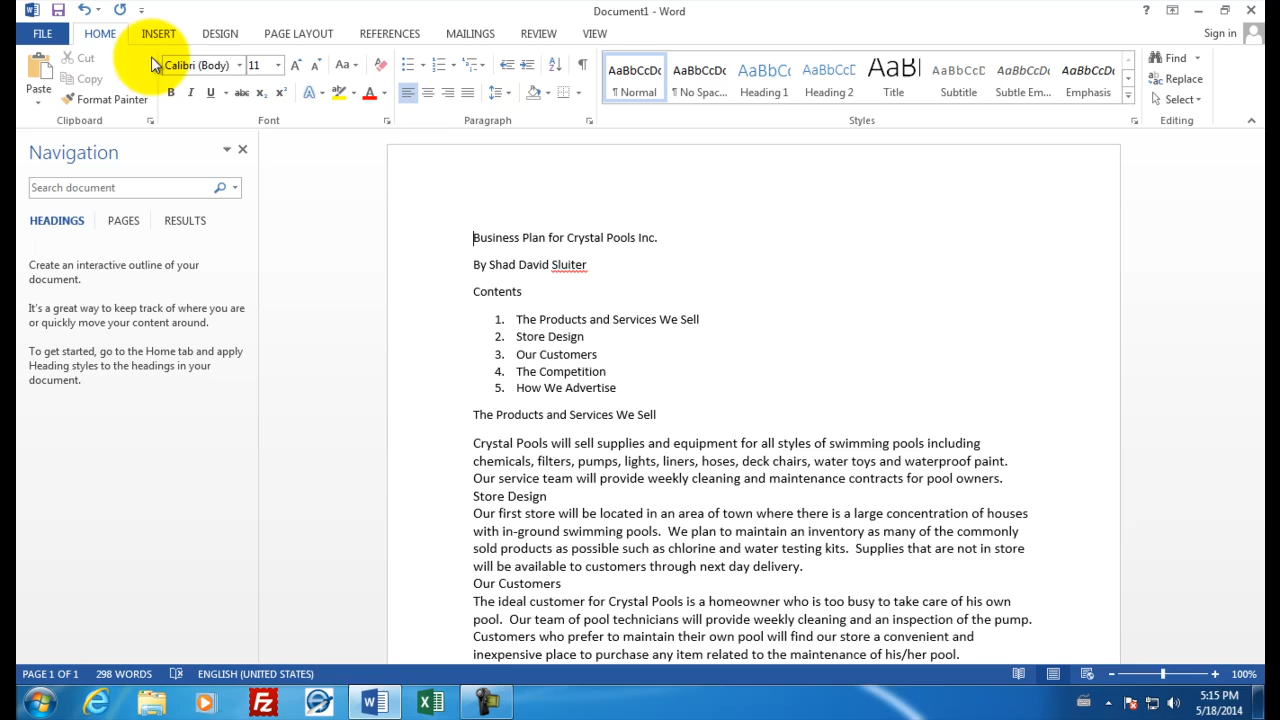 Document1 - Word
FILE HOME INSERT DESIGN PAGE LAYOUT REFERENCES MAILINGS REVIEW VIEW Sign in
Paste
Cut
Copy
Format Painter
Clipboard
Calibri (Body) 11
Font
Paragraph
AaBbCcDc AaBbCcDc AaBbCc AaBbCc AaBl AaBbCcD AaBbCcDc AaBbCcDc
¶ Normal ¶ No Spac... Heading 1 Heading 2 Title Subtitle Subtle Em... Emphasis
Styles
Find
Replace
Select
Editing
Navigation
Search document
HEADINGS PAGES RESULTS
Create an interactive outline of your
document.
It's a great way to keep track of where you are
or quickly move your content around.
To get started, go to the Home tab and apply
Heading styles to the headings in your
document.
Business Plan for Crystal Pools Inc.
By Shad David Sluiter
Contents
1. The Products and Services We Sell
2. Store Design
3. Our Customers
4. The Competition
5. How We Advertise
The Products and Services We Sell
Crystal Pools will sell supplies and equipment for all styles of swimming pools including
chemicals, filters, pumps, lights, liners, hoses, deck chairs, water toys and waterproof paint.
Our service team will provide weekly cleaning and maintenance contracts for pool owners.
Store Design
Our first store will be located in an area of town where there is a large concentration of houses
with in-ground swimming pools. We plan to maintain an inventory as many of the commonly
sold products as possible such as chlorine and water testing kits. Supplies that are not in store
will be available to customers through next day delivery.
Our Customers
The ideal customer for Crystal Pools is a homeowner who is too busy to take care of his own
pool. Our team of pool technicians will provide weekly cleaning and an inspection of the pump.
Customers who prefer to maintain their own pool will find our store a convenient and
inexpensive place to purchase any item related to the maintenance of his/her pool.
PAGE 1 OF 1 298 WORDS ENGLISH (UNITED STATES) 100%
5:15 PM
5/18/2014